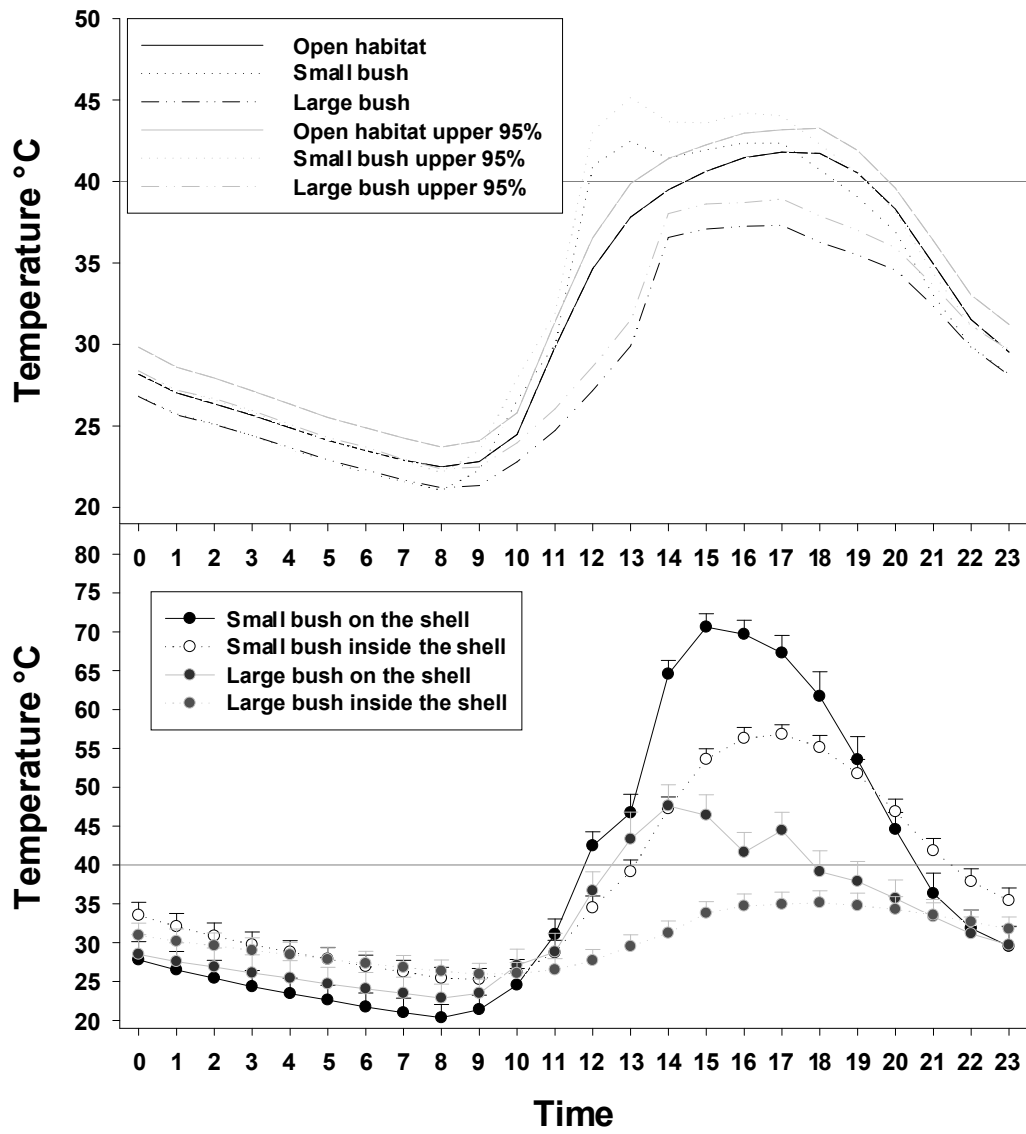 50
45
40
35
30
25
20
Temperature °C
Open habitat
Small bush
Large bush
Open habitat upper 95%
Small bush upper 95%
Large bush upper 95%
0 1 2 3 4 5 6 7 8 9 10 11 12 13 14 15 16 17 18 19 20 21 22 23
80
75
70
65
60
55
50
45
40
35
30
25
20
Temperature °C
Small bush on the shell
Small bush inside the shell
Large bush on the shell
Large bush inside the shell
0 1 2 3 4 5 6 7 8 9 10 11 12 13 14 15 16 17 18 19 20 21 22 23
Time